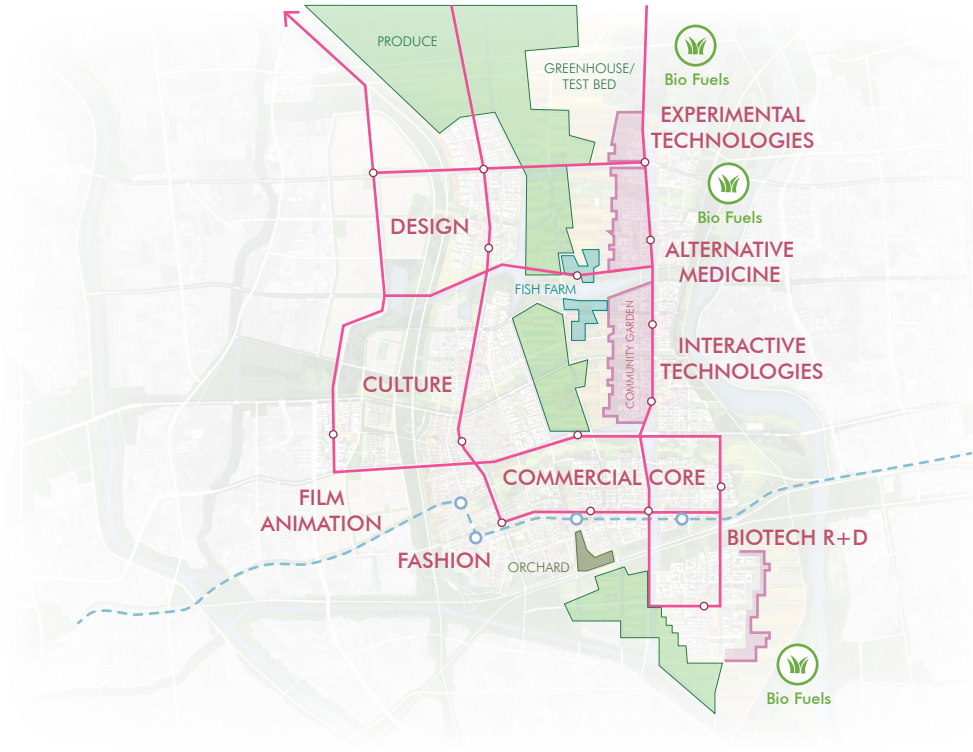 PRODUCE
GREENHOUSE/
TEST BED
Bio Fuels
EXPERIMENTAL
TECHNOLOGIES
Bio Fuels
DESIGN
ALTERNATIVE
MEDICINE
FISH FARM
COMMUNITY GARDEN
INTERACTIVE
TECHNOLOGIES
CULTURE
COMMERCIAL CORE
FILM
ANIMATION
BIOTECH R+D
FASHION
ORCHARD
Bio Fuels